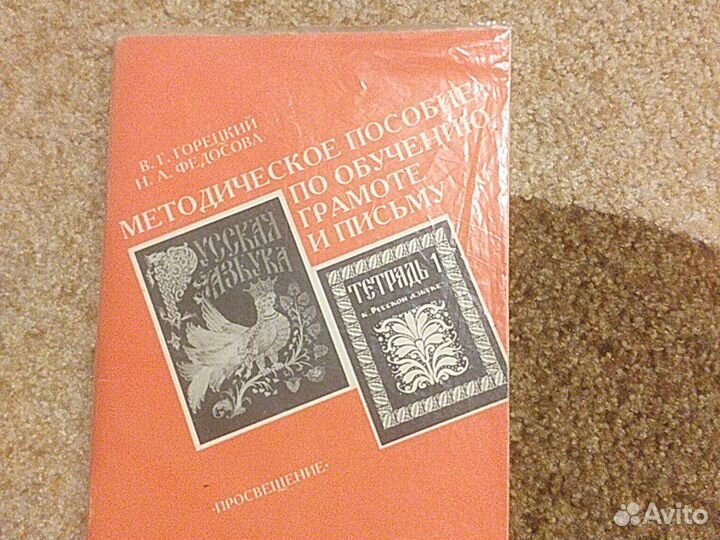 В. Г. ГОРЕЦКИЙ
Н. А. ФЕДОСОВА
МЕТОДИЧЕСКОЕ ПОСОБИЕ
ПО ОБУЧЕНИЮ
ГРАМОТЕ
И ПИСЬМУ
РУССКАЯ
АЗБУКА
ТЕТРАДЬ 1
К РУССКОЙ АЗБУКЕ
·ПРОСВЕЩЕНИЕ·
Avito